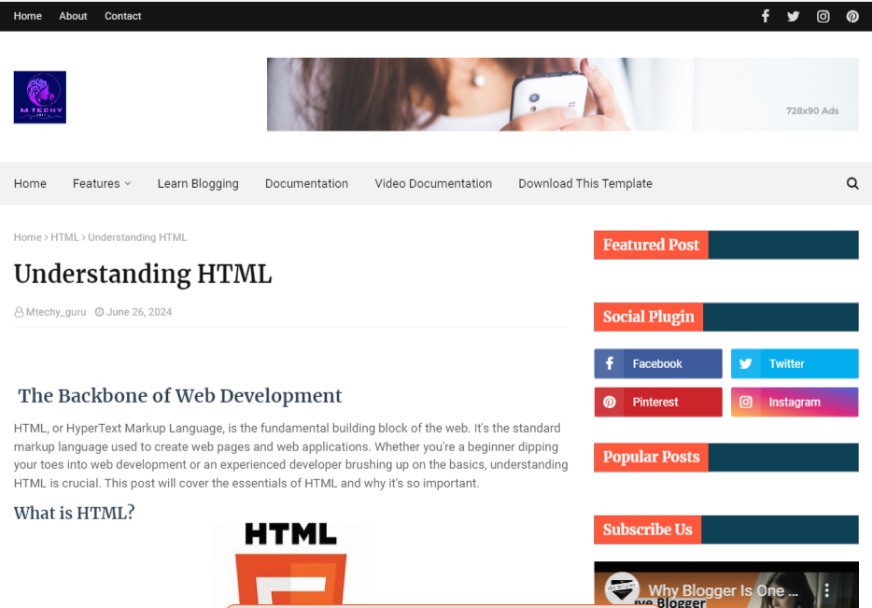 Home About Contact
M TECHY
728x90 Ads
Home Features Learn Blogging Documentation Video Documentation Download This Template
Home > HTML > Understanding HTML
Understanding HTML
Mtechy_guru June 26, 2024
The Backbone of Web Development
HTML, or HyperText Markup Language, is the fundamental building block of the web. It's the standard
markup language used to create web pages and web applications. Whether you're a beginner dipping
your toes into web development or an experienced developer brushing up on the basics, understanding
HTML is crucial. This post will cover the essentials of HTML and why it's so important.
What is HTML?
HTML
Featured Post
Social Plugin
Facebook Twitter
Pinterest Instagram
Popular Posts
Subscribe Us
Why Blogger Is One ...
Blogger